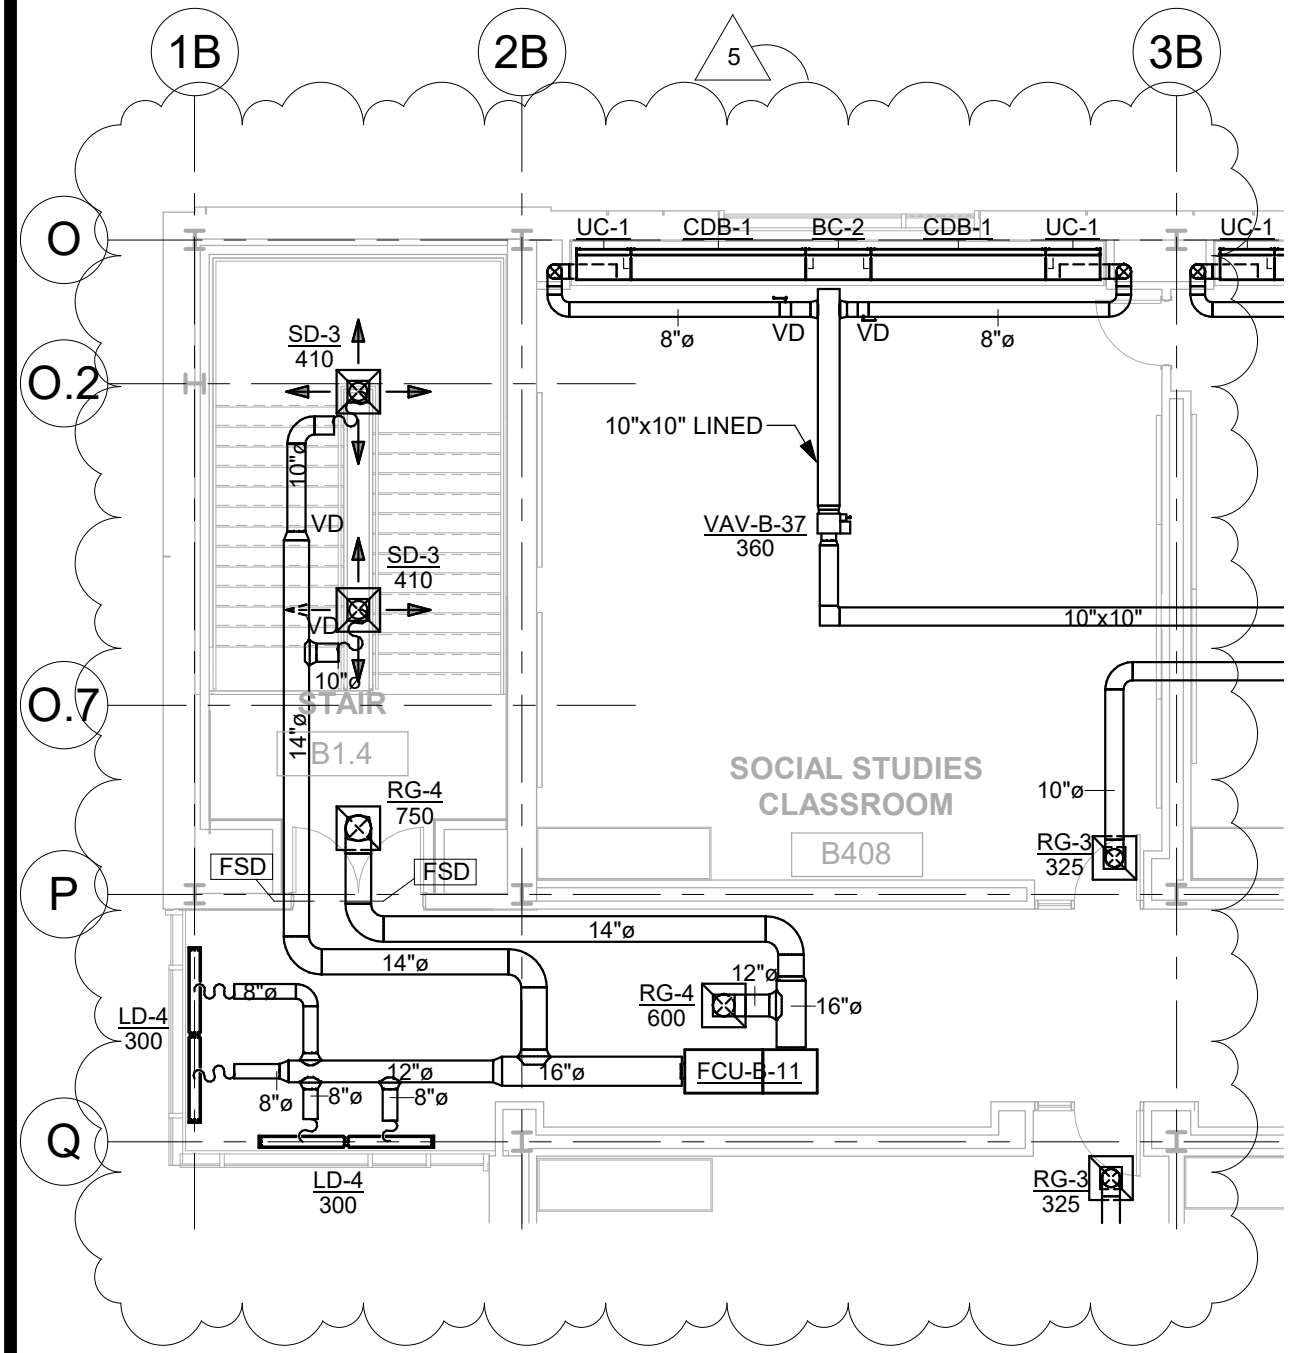 1B
2B
5
3B
O
UC-1
CDB-1
BC-2
CDB-1
UC-1
UC-1
8"ø
VD
VD
8"ø
SD-3
410
O.2
10"x10" LINED
10"ø
VD
VAV-B-37
360
SD-3
410
VD
10"x10"
10"ø
O.7
STAIR
14"ø
B1.4
SOCIAL STUDIES
CLASSROOM
B408
RG-4
750
10"ø
RG-3
325
FSD
FSD
P
14"ø
14"ø
8"ø
12"ø
RG-4
600
16"ø
LD-4
300
12"ø
16"ø
FCU-B-11
8"ø
8"ø
8"ø
Q
LD-4
300
RG-3
325